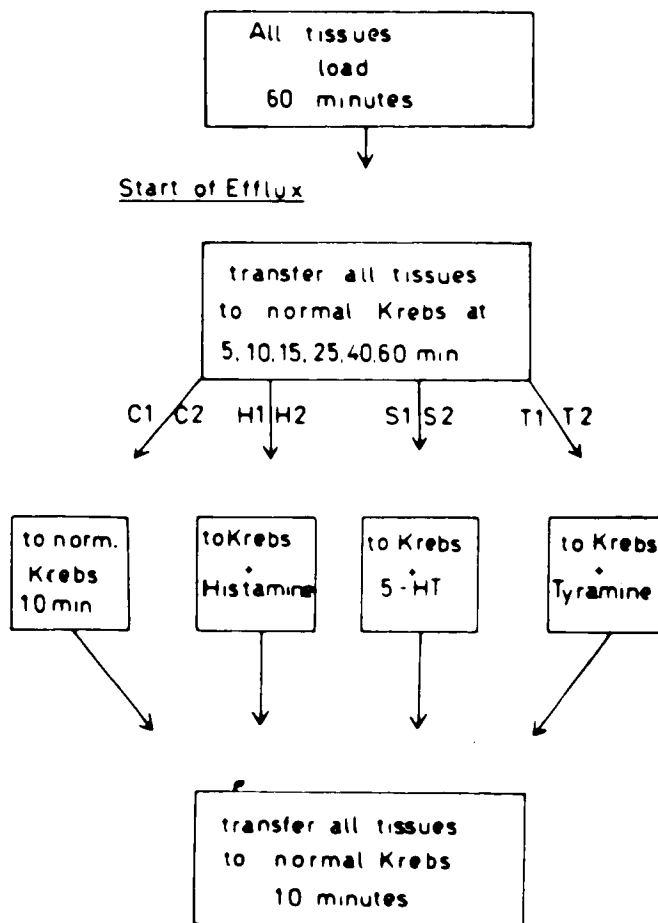 All tissues
load
60 minutes
Start of Efflux
transfer all tissues
to normal Krebs at
5, 10, 15, 25, 40, 60 min
C1 C2 H1 H2 S1 S2 T1 T2
to norm.
Krebs
10 min
to Krebs
+
Histamine
to Krebs
+
5-HT
to Krebs
+
Tyramine
transfer all tissues
to normal Krebs
10 minutes